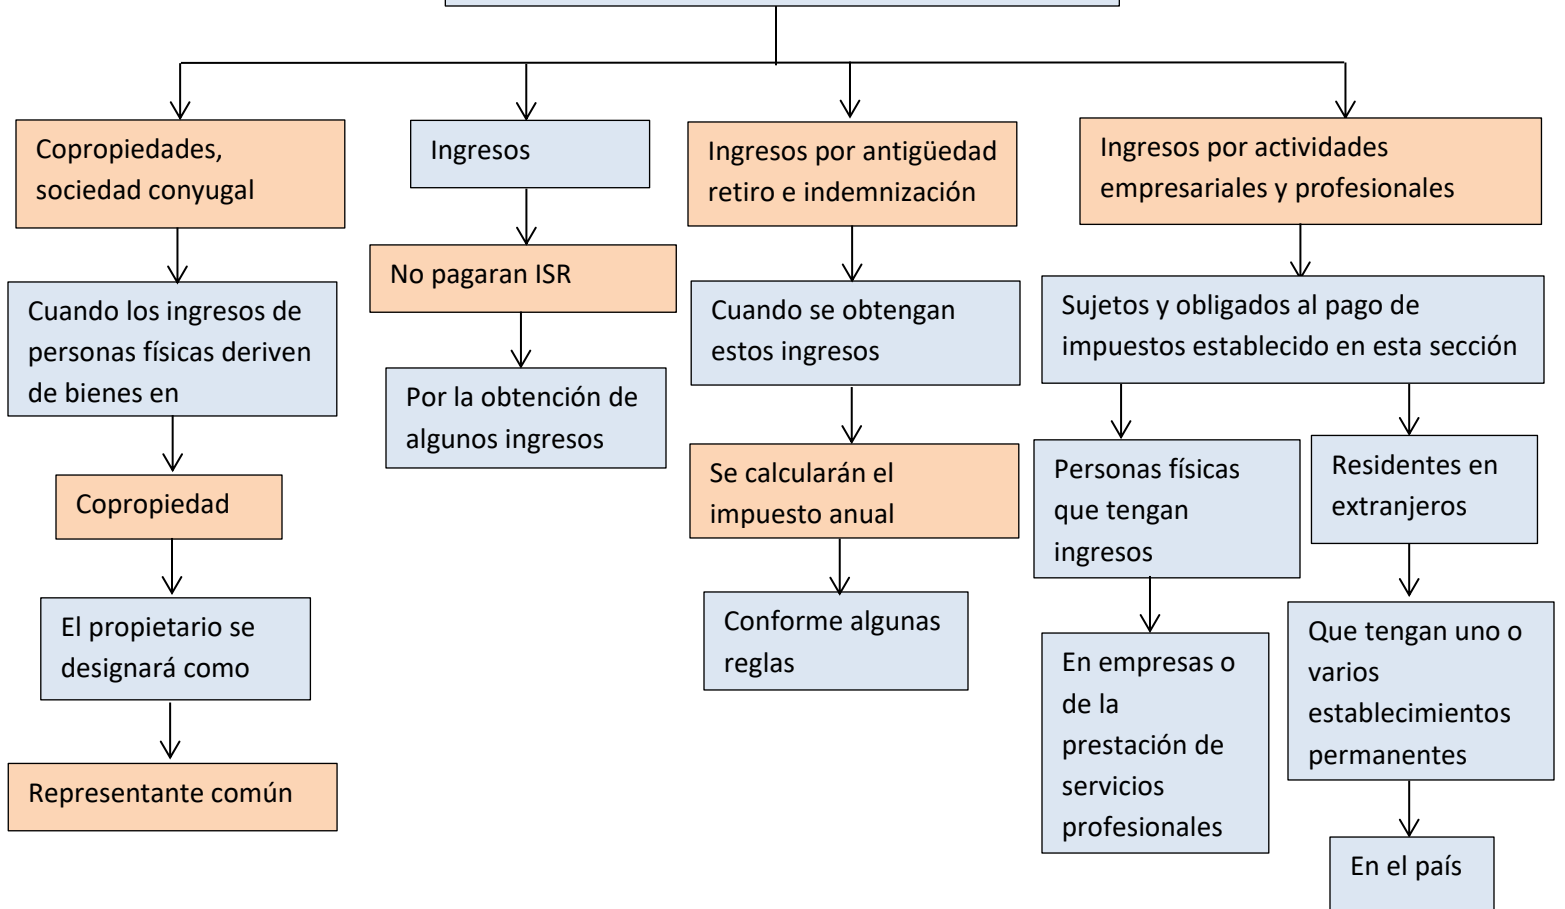 Copropiedades,
sociedad conyugal
Cuando los ingresos de
personas físicas deriven
de bienes en
Copropiedad
El propietario se
designará como
Representante común
Ingresos
No pagaran ISR
Por la obtención de
algunos ingresos
Ingresos por antigüedad
retiro e indemnización
Cuando se obtengan
estos ingresos
Se calcularán el
impuesto anual
Conforme algunas
reglas
Ingresos por actividades
empresariales y profesionales
Sujetos y obligados al pago de
impuestos establecido en esta sección
Personas físicas
que tengan
ingresos
En empresas o
de la
prestación de
servicios
profesionales
Residentes en
extranjeros
Que tengan uno o
varios
establecimientos
permanentes
En el país